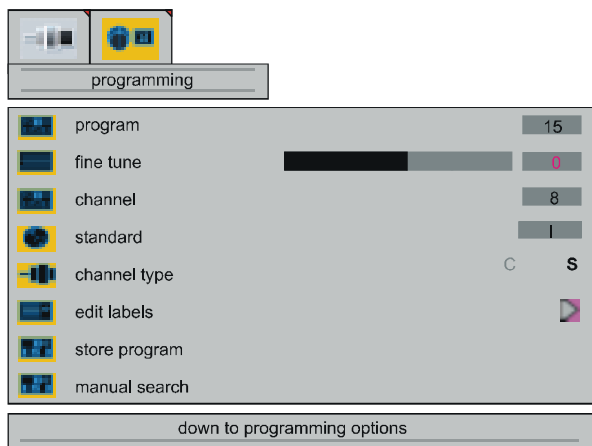 programming
program 15
fine tune 0
channel 8
standard I
channel type C S
edit labels
store program
manual search
down to programming options